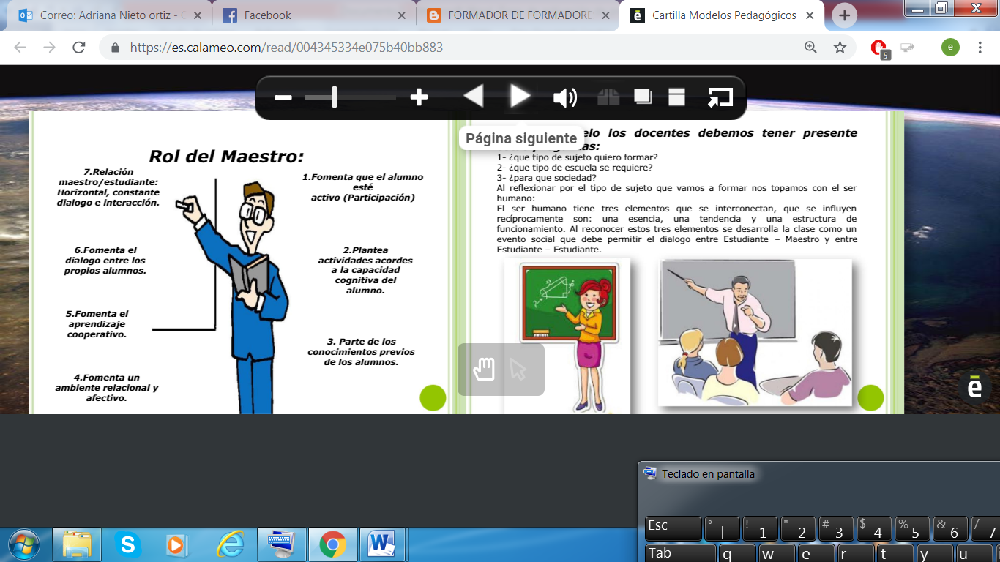 Correo: Adriana Nieto ortiz - 
Facebook
FORMADOR DE FORMADORE
Cartilla Modelos Pedagógicos
https://es.calameo.com/read/004345334e075b40bb883
5
e
Página siguiente
Rol del Maestro:
7.Relación
maestro/estudiante:
Horizontal, constante
dialogo e interacción.
1.Fomenta que el alumno
esté
activo (Participación)
6.Fomenta el
dialogo entre los
propios alumnos.
2.Plantea
actividades acordes
a la capacidad
cognitiva del
alumno.
5.Fomenta el
aprendizaje
cooperativo.
3. Parte de los
conocimientos previos
de los alumnos.
4.Fomenta un
ambiente relacional y
afectivo.
los docentes debemos tener presente
1- ¿que tipo de sujeto quiero formar?
2- ¿que tipo de escuela se requiere?
3- ¿para que sociedad?
Al reflexionar por el tipo de sujeto que vamos a formar nos topamos con el ser
humano:
El ser humano tiene tres elementos que se interconectan, que se influyen
recíprocamente son: una esencia, una tendencia y una estructura de
funcionamiento. Al reconocer estos tres elementos se desarrolla la clase como un
evento social que debe permitir el dialogo entre Estudiante – Maestro y entre
Estudiante – Estudiante.
ē
Teclado en pantalla
Esc ° | ! 1 " 2 # 3 $ 4 % 5 & 6 / 7
Tab q w e r t y u